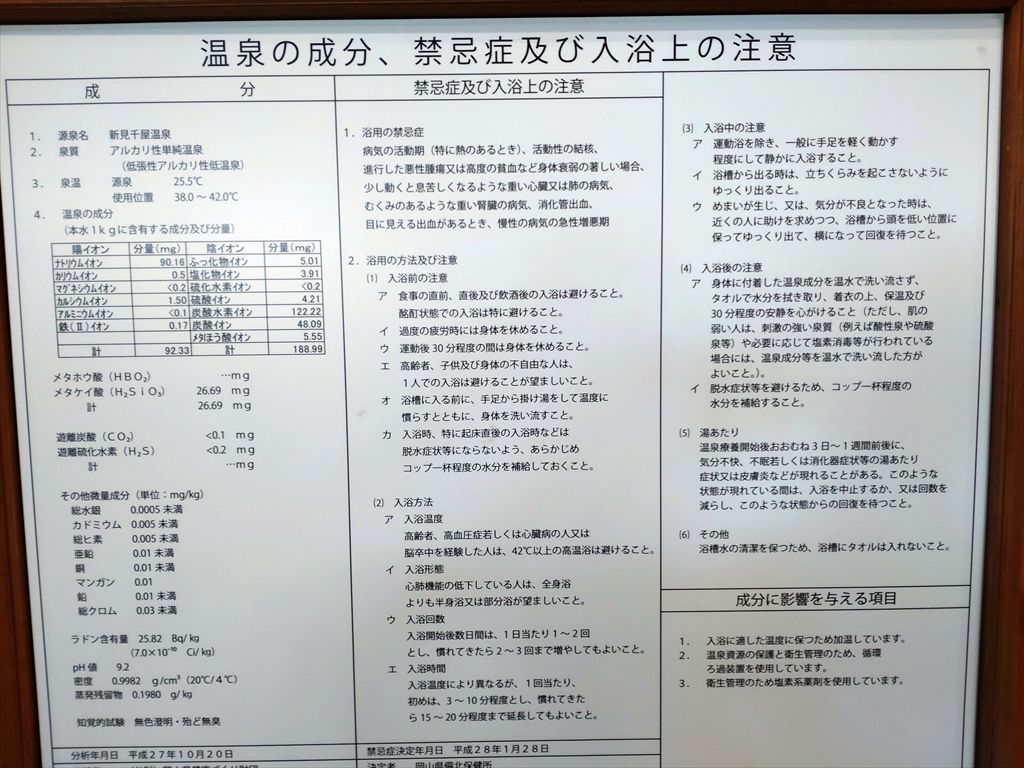 温泉の成分、禁忌症及び入浴上の注意
成 分
1. 源泉名 新見千屋温泉
2. 泉質 アルカリ性単純温泉
(低張性アルカリ性低温泉)
3. 泉温 源泉 25.5℃
使用位置 38.0～42.0℃
4. 温泉の成分
(本水1kgに含有する成分及び分量)
陽イオン 分量(mg) 陰イオン 分量(mg)
ナトリウムイオン 90.16 ふっ化物イオン 5.01
カリウムイオン 0.5 塩化物イオン 3.91
マグネシウムイオン <0.2 硫化水素イオン <0.2
カルシウムイオン 1.50 硫酸イオン 4.21
アルミニウムイオン <0.1 炭酸水素イオン 122.22
鉄(Ⅱ)イオン 0.17 炭酸イオン 48.09
メタほう酸イオン 5.55
計 92.33 計 188.99
メタホウ酸(HBO₂) …mg
メタケイ酸(H₂SiO₃) 26.69 mg
計 26.69 mg
遊離炭酸(CO₂) <0.1 mg
遊離硫化水素(H₂S) <0.2 mg
計 …mg
その他微量成分(単位：mg/kg)
総水銀 0.0005 未満
カドミウム 0.005 未満
総ヒ素 0.005 未満
亜鉛 0.01 未満
銅 0.01 未満
マンガン 0.01
鉛 0.01 未満
総クロム 0.03 未満
ラドン含有量 25.82 Bq/kg
(7.0×10⁻¹⁰ Ci/kg)
pH値 9.2
密度 0.9982 g/cm³(20℃/4℃)
蒸発残留物 0.1980 g/kg
知覚的試験 無色澄明・殆ど無臭
分析年月日 平成27年10月20日
禁忌症及び入浴上の注意
1. 浴用の禁忌症
病気の活動期(特に熱のあるとき)、活動性の結核、
進行した悪性腫瘍又は高度の貧血など身体衰弱の著しい場合、
少し動くと息苦しくなるような重い心臓又は肺の病気、
むくみのあるような重い腎臓の病気、消化管出血、
目に見える出血があるとき、慢性の病気の急性増悪期
2. 浴用の方法及び注意
(1) 入浴前の注意
ア 食事の直前、直後及び飲酒後の入浴は避けること。
酩酊状態での入浴は特に避けること。
イ 過度の疲労時には身体を休めること。
ウ 運動後30分程度の間は身体を休めること。
エ 高齢者、子供及び身体の不自由な人は、
1人での入浴は避けることが望ましいこと。
オ 浴槽に入る前に、手足から掛け湯をして温度に
慣らすとともに、身体を洗い流すこと。
カ 入浴時、特に起床直後の入浴時などは
脱水症状等にならないよう、あらかじめ
コップ一杯程度の水分を補給しておくこと。
(2) 入浴方法
ア 入浴温度
高齢者、高血圧症若しくは心臓病の人又は
脳卒中を経験した人は、42℃以上の高温浴は避けること。
イ 入浴形態
心肺機能の低下している人は、全身浴
よりも半身浴又は部分浴が望ましいこと。
ウ 入浴回数
入浴開始後数日間は、1日当たり1～2回
とし、慣れてきたら2～3回まで増やしてもよいこと。
エ 入浴時間
入浴温度により異なるが、1回当たり、
初めは、3～10分程度とし、慣れてきた
ら15～20分程度まで延長してもよいこと。
禁忌症決定年月日 平成28年1月28日
決定者 岡山県備北保健所
(3) 入浴中の注意
ア 運動浴を除き、一般に手足を軽く動かす
程度にして静かに入浴すること。
イ 浴槽から出る時は、立ちくらみを起こさないように
ゆっくり出ること。
ウ めまいが生じ、又は、気分が不良となった時は、
近くの人に助けを求めつつ、浴槽から頭を低い位置に
保ってゆっくり出て、横になって回復を待つこと。
(4) 入浴後の注意
ア 身体に付着した温泉成分を温水で洗い流さず、
タオルで水分を拭き取り、着衣の上、保温及び
30分程度の安静を心がけること(ただし、肌の
弱い人は、刺激の強い泉質(例えば酸性泉や硫酸
泉等)や必要に応じて塩素消毒等が行われている
場合には、温泉成分等を温水で洗い流した方が
よいこと。)。
イ 脱水症状等を避けるため、コップ一杯程度の
水分を補給すること。
(5) 湯あたり
温泉療養開始後おおむね3日～1週間前後に、
気分不快、不眠若しくは消化器症状等の湯あたり
症状又は皮膚炎などが現れることがある。このような
状態が現れている間は、入浴を中止するか、又は回数を
減らし、このような状態からの回復を待つこと。
(6) その他
浴槽水の清潔を保つため、浴槽にタオルは入れないこと。
成分に影響を与える項目
1. 入浴に適した温度に保つため加温しています。
2. 温泉資源の保護と衛生管理のため、循環
ろ過装置を使用しています。
3. 衛生管理のため塩素系薬剤を使用しています。